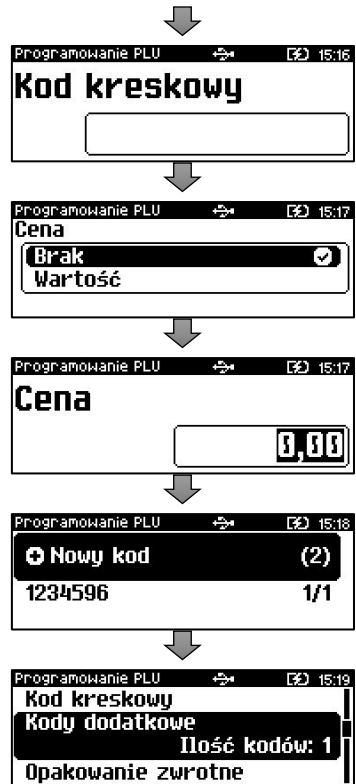 Programowanie PLU 15:16
Kod kreskowy
Programowanie PLU 15:17
Cena
Brak
Wartość
Programowanie PLU 15:17
Cena
0,00
Programowanie PLU 15:18
Nowy kod (2)
1234596 1/1
Programowanie PLU 15:19
Kod kreskowy
Kody dodatkowe
Ilość kodów: 1
Opakowanie zwrotne